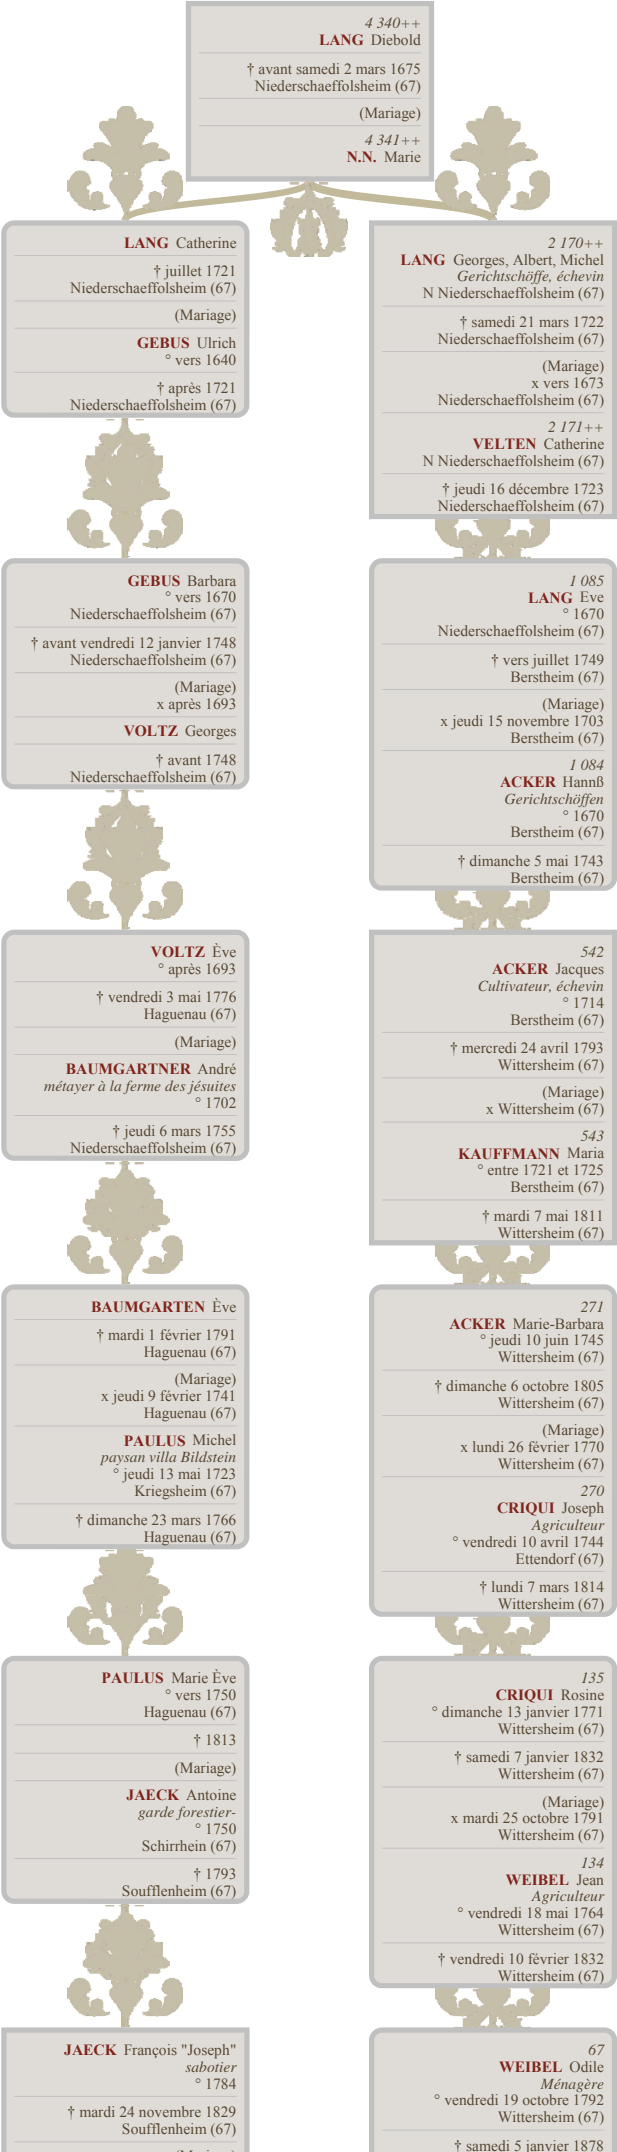 4 340++
LANG Diebold
† avant samedi 2 mars 1675
Niederschaeffolsheim (67)
(Mariage)
4 341++
N.N. Marie
LANG Catherine
† juillet 1721
Niederschaeffolsheim (67)
(Mariage)
GEBUS Ulrich
° vers 1640
† après 1721
Niederschaeffolsheim (67)
GEBUS Barbara
° vers 1670
Niederschaeffolsheim (67)
† avant vendredi 12 janvier 1748
Niederschaeffolsheim (67)
(Mariage)
x après 1693
VOLTZ Georges
† avant 1748
Niederschaeffolsheim (67)
VOLTZ Ève
° après 1693
† vendredi 3 mai 1776
Haguenau (67)
(Mariage)
BAUMGARTNER André
métayer à la ferme des jésuites
° 1702
† jeudi 6 mars 1755
Niederschaeffolsheim (67)
BAUMGARTEN Ève
† mardi 1 février 1791
Haguenau (67)
(Mariage)
x jeudi 9 février 1741
Haguenau (67)
PAULUS Michel
paysan villa Bildstein
° jeudi 13 mai 1723
Kriegsheim (67)
† dimanche 23 mars 1766
Haguenau (67)
PAULUS Marie Ève
° vers 1750
Haguenau (67)
† 1813
(Mariage)
JAECK Antoine
garde forestier-
° 1750
Schirrhein (67)
† 1793
Soufflenheim (67)
JAECK François "Joseph"
sabotier
° 1784
† mardi 24 novembre 1829
Soufflenheim (67)
2 170++
LANG Georges, Albert, Michel
Gerichtschöffe, échevin
N Niederschaeffolsheim (67)
† samedi 21 mars 1722
Niederschaeffolsheim (67)
(Mariage)
x vers 1673
Niederschaeffolsheim (67)
2 171++
VELTEN Catherine
N Niederschaeffolsheim (67)
† jeudi 16 décembre 1723
Niederschaeffolsheim (67)
1 085
LANG Eve
° 1670
Niederschaeffolsheim (67)
† vers juillet 1749
Berstheim (67)
(Mariage)
x jeudi 15 novembre 1703
Berstheim (67)
1 084
ACKER Hannß
Gerichtschöffen
° 1670
Berstheim (67)
† dimanche 5 mai 1743
Berstheim (67)
542
ACKER Jacques
Cultivateur, échevin
° 1714
Berstheim (67)
† mercredi 24 avril 1793
Wittersheim (67)
(Mariage)
x Wittersheim (67)
543
KAUFFMANN Maria
° entre 1721 et 1725
Berstheim (67)
† mardi 7 mai 1811
Wittersheim (67)
271
ACKER Marie-Barbara
° jeudi 10 juin 1745
Wittersheim (67)
† dimanche 6 octobre 1805
Wittersheim (67)
(Mariage)
x lundi 26 février 1770
Wittersheim (67)
270
CRIQUI Joseph
Agriculteur
° vendredi 10 avril 1744
Ettendorf (67)
† lundi 7 mars 1814
Wittersheim (67)
135
CRIQUI Rosine
° dimanche 13 janvier 1771
Wittersheim (67)
† samedi 7 janvier 1832
Wittersheim (67)
(Mariage)
x mardi 25 octobre 1791
Wittersheim (67)
134
WEIBEL Jean
Agriculteur
° vendredi 18 mai 1764
Wittersheim (67)
† vendredi 10 février 1832
Wittersheim (67)
67
WEIBEL Odile
Ménagère
° vendredi 19 octobre 1792
Wittersheim (67)
† samedi 5 janvier 1878